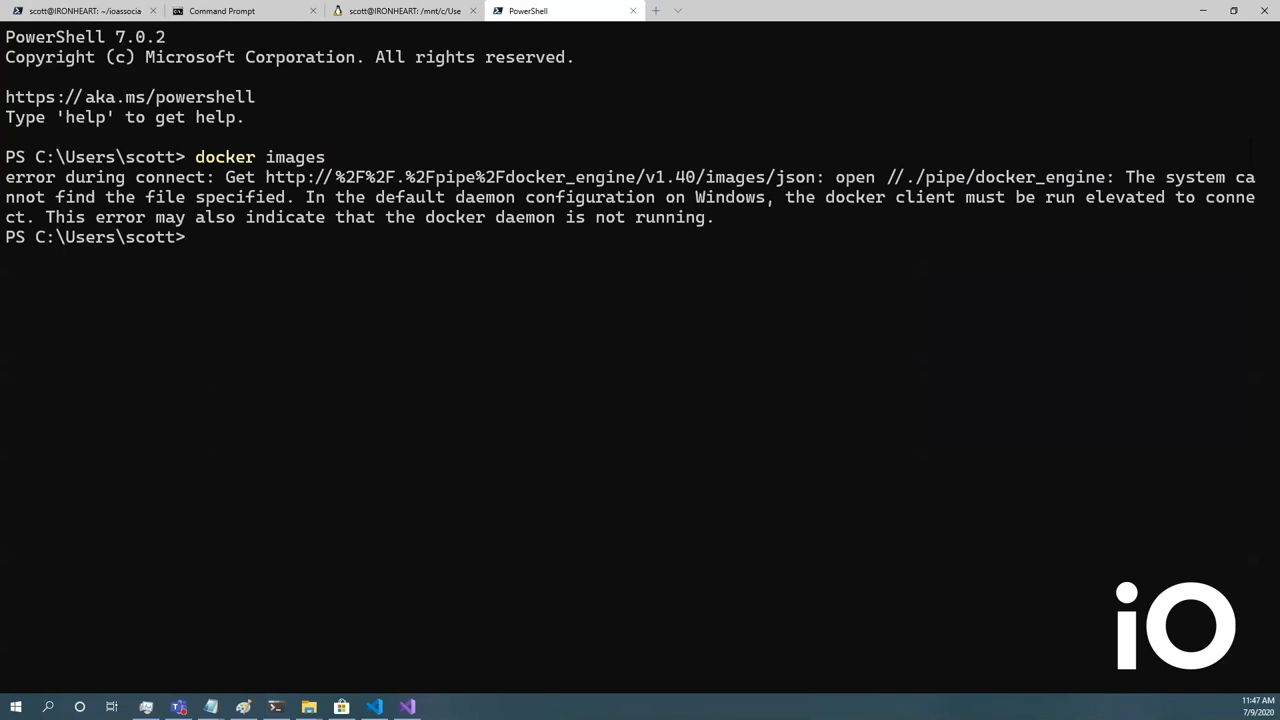 scott@IRONHEART: ~/ioassocia
Command Prompt
scott@IRONHEART: /mnt/c/Use
PowerShell
PowerShell 7.0.2
Copyright (c) Microsoft Corporation. All rights reserved.
https://aka.ms/powershell
Type 'help' to get help.
PS C:\Users\scott> docker images
error during connect: Get http://%2F%2F.%2Fpipe%2Fdocker_engine/v1.40/images/json: open //./pipe/docker_engine: The system ca
nnot find the file specified. In the default daemon configuration on Windows, the docker client must be run elevated to conne
ct. This error may also indicate that the docker daemon is not running.
PS C:\Users\scott>
iO
11:47 AM
7/9/2020